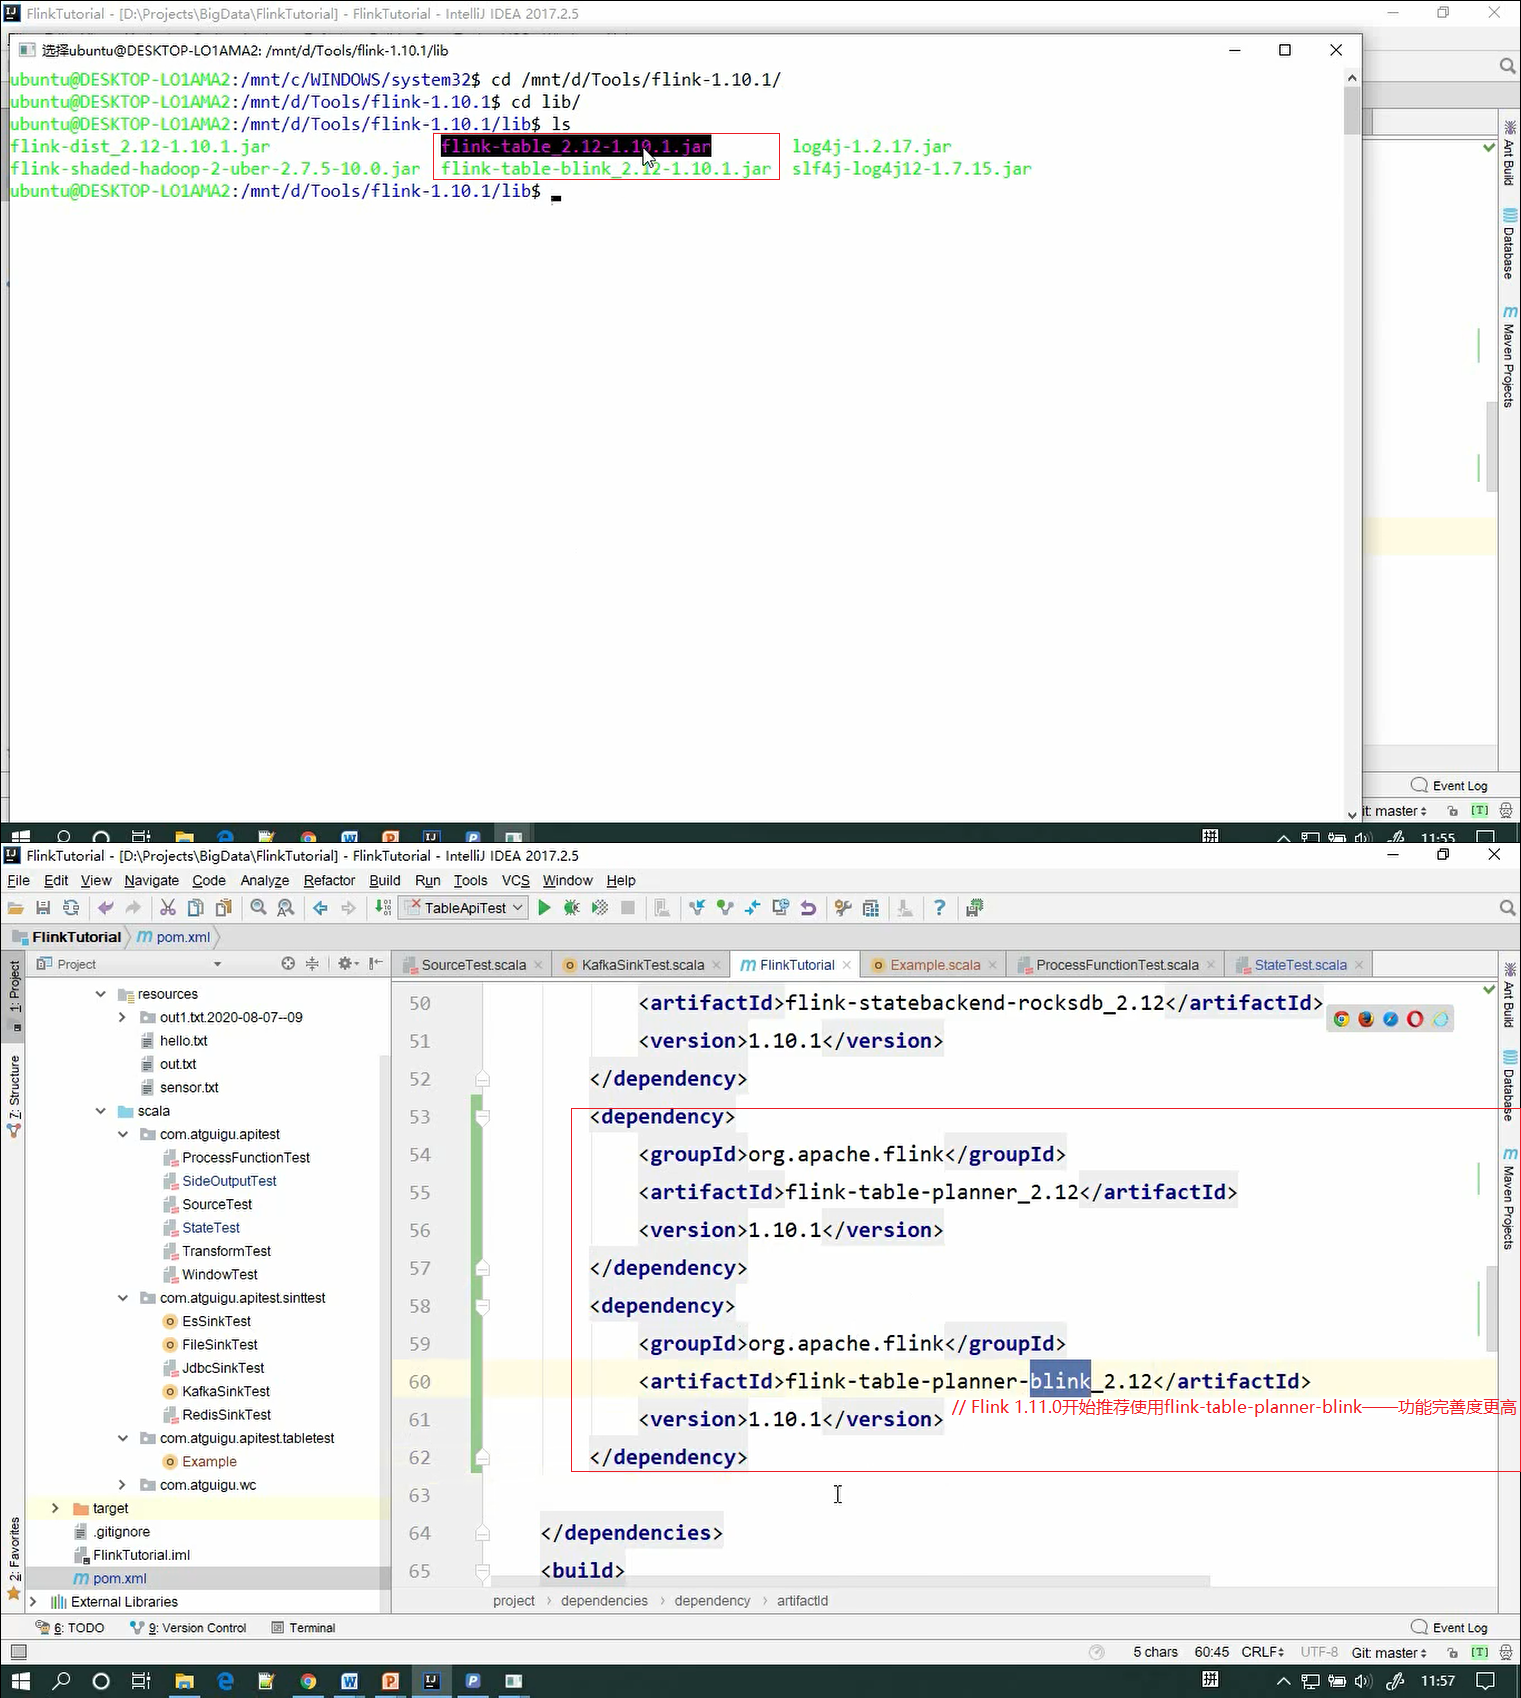 FlinkTutorial - [D:\Projects\BigData\FlinkTutorial] - FlinkTutorial - IntelliJ IDEA 2017.2.5
选择ubuntu@DESKTOP-LO1AMA2: /mnt/d/Tools/flink-1.10.1/lib
ubuntu@DESKTOP-LO1AMA2:/mnt/c/WINDOWS/system32$ cd /mnt/d/Tools/flink-1.10.1/
ubuntu@DESKTOP-LO1AMA2:/mnt/d/Tools/flink-1.10.1$ cd lib/
ubuntu@DESKTOP-LO1AMA2:/mnt/d/Tools/flink-1.10.1/lib$ ls
flink-dist_2.12-1.10.1.jar flink-table_2.12-1.10.1.jar log4j-1.2.17.jar
flink-shaded-hadoop-2-uber-2.7.5-10.0.jar flink-table-blink_2.12-1.10.1.jar slf4j-log4j12-1.7.15.jar
ubuntu@DESKTOP-LO1AMA2:/mnt/d/Tools/flink-1.10.1/lib$
Ant Build
Database
Maven Projects
Event Log
it: master
11:55
FlinkTutorial - [D:\Projects\BigData\FlinkTutorial] - FlinkTutorial - IntelliJ IDEA 2017.2.5
File Edit View Navigate Code Analyze Refactor Build Run Tools VCS Window Help
TableApiTest
FlinkTutorial pom.xml
Project
SourceTest.scala KafkaSinkTest.scala FlinkTutorial Example.scala ProcessFunctionTest.scala StateTest.scala
1: Project
7: Structure
2: Favorites
resources
out1.txt.2020-08-07--09
hello.txt
out.txt
sensor.txt
scala
com.atguigu.apitest
ProcessFunctionTest
SideOutputTest
SourceTest
StateTest
TransformTest
WindowTest
com.atguigu.apitest.sinttest
EsSinkTest
FileSinkTest
JdbcSinkTest
KafkaSinkTest
RedisSinkTest
com.atguigu.apitest.tabletest
Example
com.atguigu.wc
target
.gitignore
FlinkTutorial.iml
pom.xml
External Libraries
50 <artifactId>flink-statebackend-rocksdb_2.12</artifactId>
51 <version>1.10.1</version>
52 </dependency>
53 <dependency>
54 <groupId>org.apache.flink</groupId>
55 <artifactId>flink-table-planner_2.12</artifactId>
56 <version>1.10.1</version>
57 </dependency>
58 <dependency>
59 <groupId>org.apache.flink</groupId>
60 <artifactId>flink-table-planner-blink_2.12</artifactId>
// Flink 1.11.0开始推荐使用flink-table-planner-blink——功能完善度更高
61 <version>1.10.1</version>
62 </dependency>
63
64 </dependencies>
65 <build>
project › dependencies › dependency › artifactId
Ant Build
Database
Maven Projects
6: TODO 9: Version Control Terminal Event Log
5 chars 60:45 CRLF UTF-8 Git: master
拼 11:57